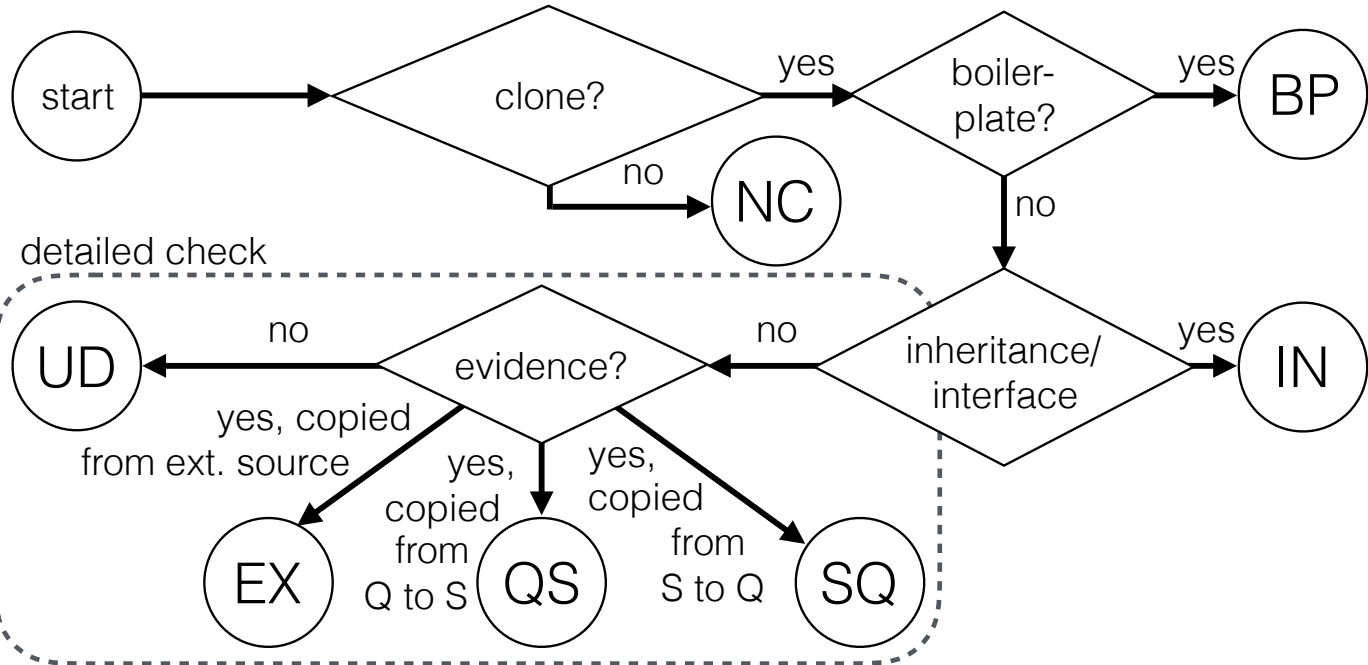 start
clone?
yes
boiler-
plate?
yes
BP
no
NC
no
detailed check
UD
no
evidence?
no
inheritance/
interface
yes
IN
yes, copied
from ext. source
yes,
copied
from
Q to S
yes,
copied
from
S to Q
EX
QS
SQ